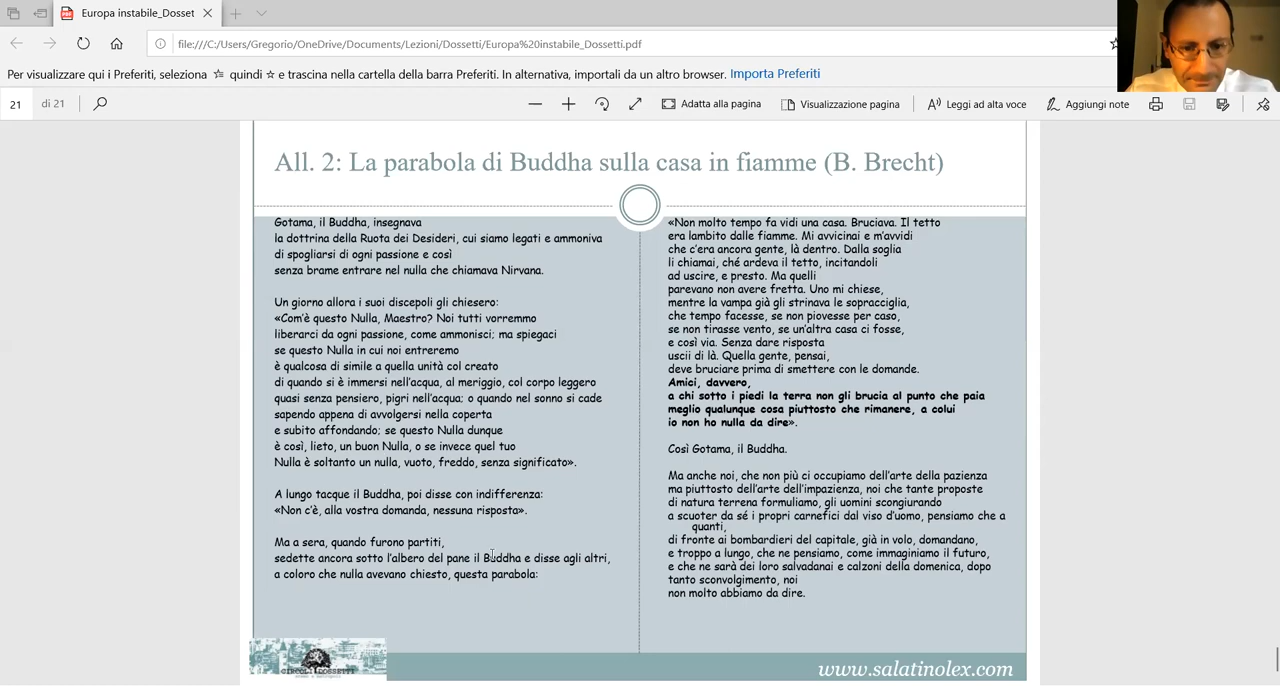 Europa instabile_Dosset
file:///C:/Users/Gregorio/OneDrive/Documents/Lezioni/Dossetti/Europa%20instabile_Dossetti.pdf
Per visualizzare qui i Preferiti, seleziona quindi e trascina nella cartella della barra Preferiti. In alternativa, importali da un altro browser. Importa Preferiti
21 di 21 Adatta alla pagina Visualizzazione pagina Leggi ad alta voce Aggiungi note
All. 2: La parabola di Buddha sulla casa in fiamme (B. Brecht)
Gotama, il Buddha, insegnava
la dottrina della Ruota dei Desideri, cui siamo legati e ammoniva
di spogliarsi di ogni passione e così
senza brame entrare nel nulla che chiamava Nirvana.
Un giorno allora i suoi discepoli gli chiesero:
«Com'è questo Nulla, Maestro? Noi tutti vorremmo
liberarci da ogni passione, come ammonisci; ma spiegaci
se questo Nulla in cui noi entreremo
è qualcosa di simile a quella unità col creato
di quando si è immersi nell'acqua, al meriggio, col corpo leggero
quasi senza pensiero, pigri nell'acqua; o quando nel sonno si cade
sapendo appena di avvolgersi nella coperta
e subito affondando; se questo Nulla dunque
è così, lieto, un buon Nulla, o se invece quel tuo
Nulla è soltanto un nulla, vuoto, freddo, senza significato».
A lungo tacque il Buddha, poi disse con indifferenza:
«Non c'è, alla vostra domanda, nessuna risposta».
Ma a sera, quando furono partiti,
sedette ancora sotto l'albero del pane il Buddha e disse agli altri,
a coloro che nulla avevano chiesto, questa parabola:
«Non molto tempo fa vidi una casa. Bruciava. Il tetto
era lambito dalle fiamme. Mi avvicinai e m'avvidi
che c'era ancora gente, là dentro. Dalla soglia
li chiamai, ché ardeva il tetto, incitandoli
ad uscire, e presto. Ma quelli
parevano non avere fretta. Uno mi chiese,
mentre la vampa già gli strinava le sopracciglia,
che tempo facesse, se non piovesse per caso,
se non tirasse vento, se un'altra casa ci fosse,
e così via. Senza dare risposta
uscii di là. Quella gente, pensai,
deve bruciare prima di smettere con le domande.
Amici, davvero,
a chi sotto i piedi la terra non gli brucia al punto che paia
meglio qualunque cosa piuttosto che rimanere, a colui
io non ho nulla da dire».
Così Gotama, il Buddha.
Ma anche noi, che non più ci occupiamo dell'arte della pazienza
ma piuttosto dell'arte dell'impazienza, noi che tante proposte
di natura terrena formuliamo, gli uomini scongiurando
a scuoter da sé i propri carnefici dal viso d'uomo, pensiamo che a
quanti,
di fronte ai bombardieri del capitale, già in volo, domandano,
e troppo a lungo, che ne pensiamo, come immaginiamo il futuro,
e che ne sarà dei loro salvadanai e calzoni della domenica, dopo
tanto sconvolgimento, noi
non molto abbiamo da dire.
CIRCOLI DOSSETTI
www.salatinolex.com